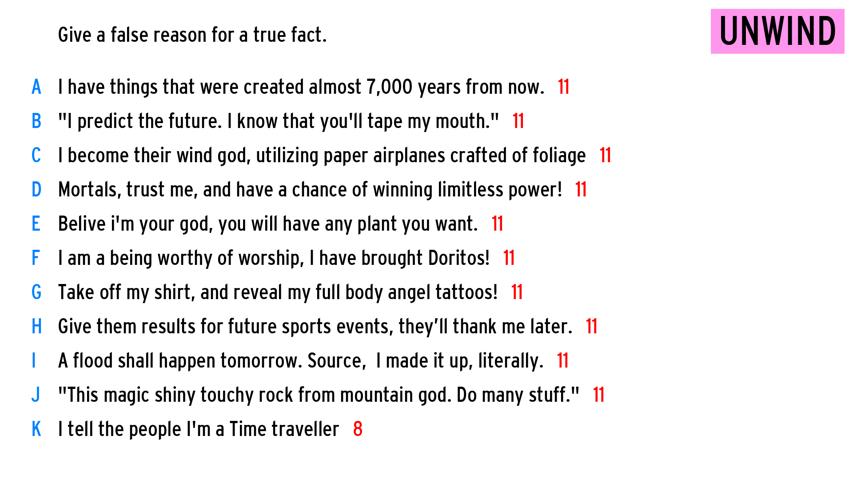 Give a false reason for a true fact.
UNWIND
A I have things that were created almost 7,000 years from now. 11
B "I predict the future. I know that you'll tape my mouth." 11
C I become their wind god, utilizing paper airplanes crafted of foliage 11
D Mortals, trust me, and have a chance of winning limitless power! 11
E Belive i'm your god, you will have any plant you want. 11
F I am a being worthy of worship, I have brought Doritos! 11
G Take off my shirt, and reveal my full body angel tattoos! 11
H Give them results for future sports events, they’ll thank me later. 11
I A flood shall happen tomorrow. Source,  I made it up, literally. 11
J "This magic shiny touchy rock from mountain god. Do many stuff." 11
K I tell the people I'm a Time traveller 8